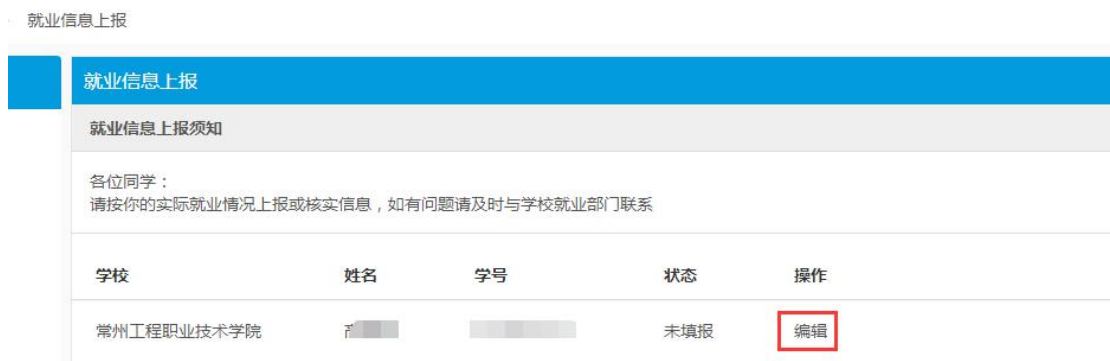 就业信息上报
就业信息上报
就业信息上报须知
各位同学：
请按你的实际就业情况上报或核实信息，如有问题请及时与学校就业部门联系
学校 姓名 学号 状态 操作
常州工程职业技术学院 未填报 编辑